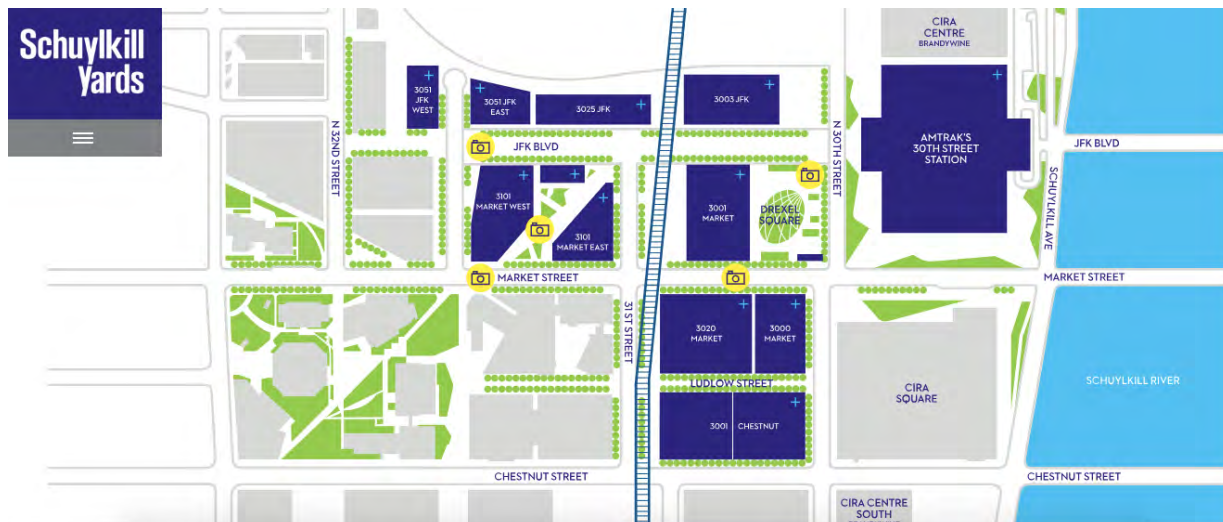 Schuylkill
Yards
CIRA
CENTRE
BRANDYWINE
3051
JFK
WEST
3051 JFK
EAST
3025 JFK
3003 JFK
AMTRAK'S
30TH STREET
STATION
N 32ND STREET
JFK BLVD
N 30TH STREET
JFK BLVD
SCHUYLKILL AVE
3101
MARKET WEST
3101
MARKET EAST
3001
MARKET
DREXEL
SQUARE
MARKET STREET
MARKET STREET
31 ST STREET
3020
MARKET
3000
MARKET
LUDLOW STREET
CIRA
SQUARE
SCHUYLKILL RIVER
3001 CHESTNUT
CHESTNUT STREET
CHESTNUT STREET
CIRA CENTRE
SOUTH